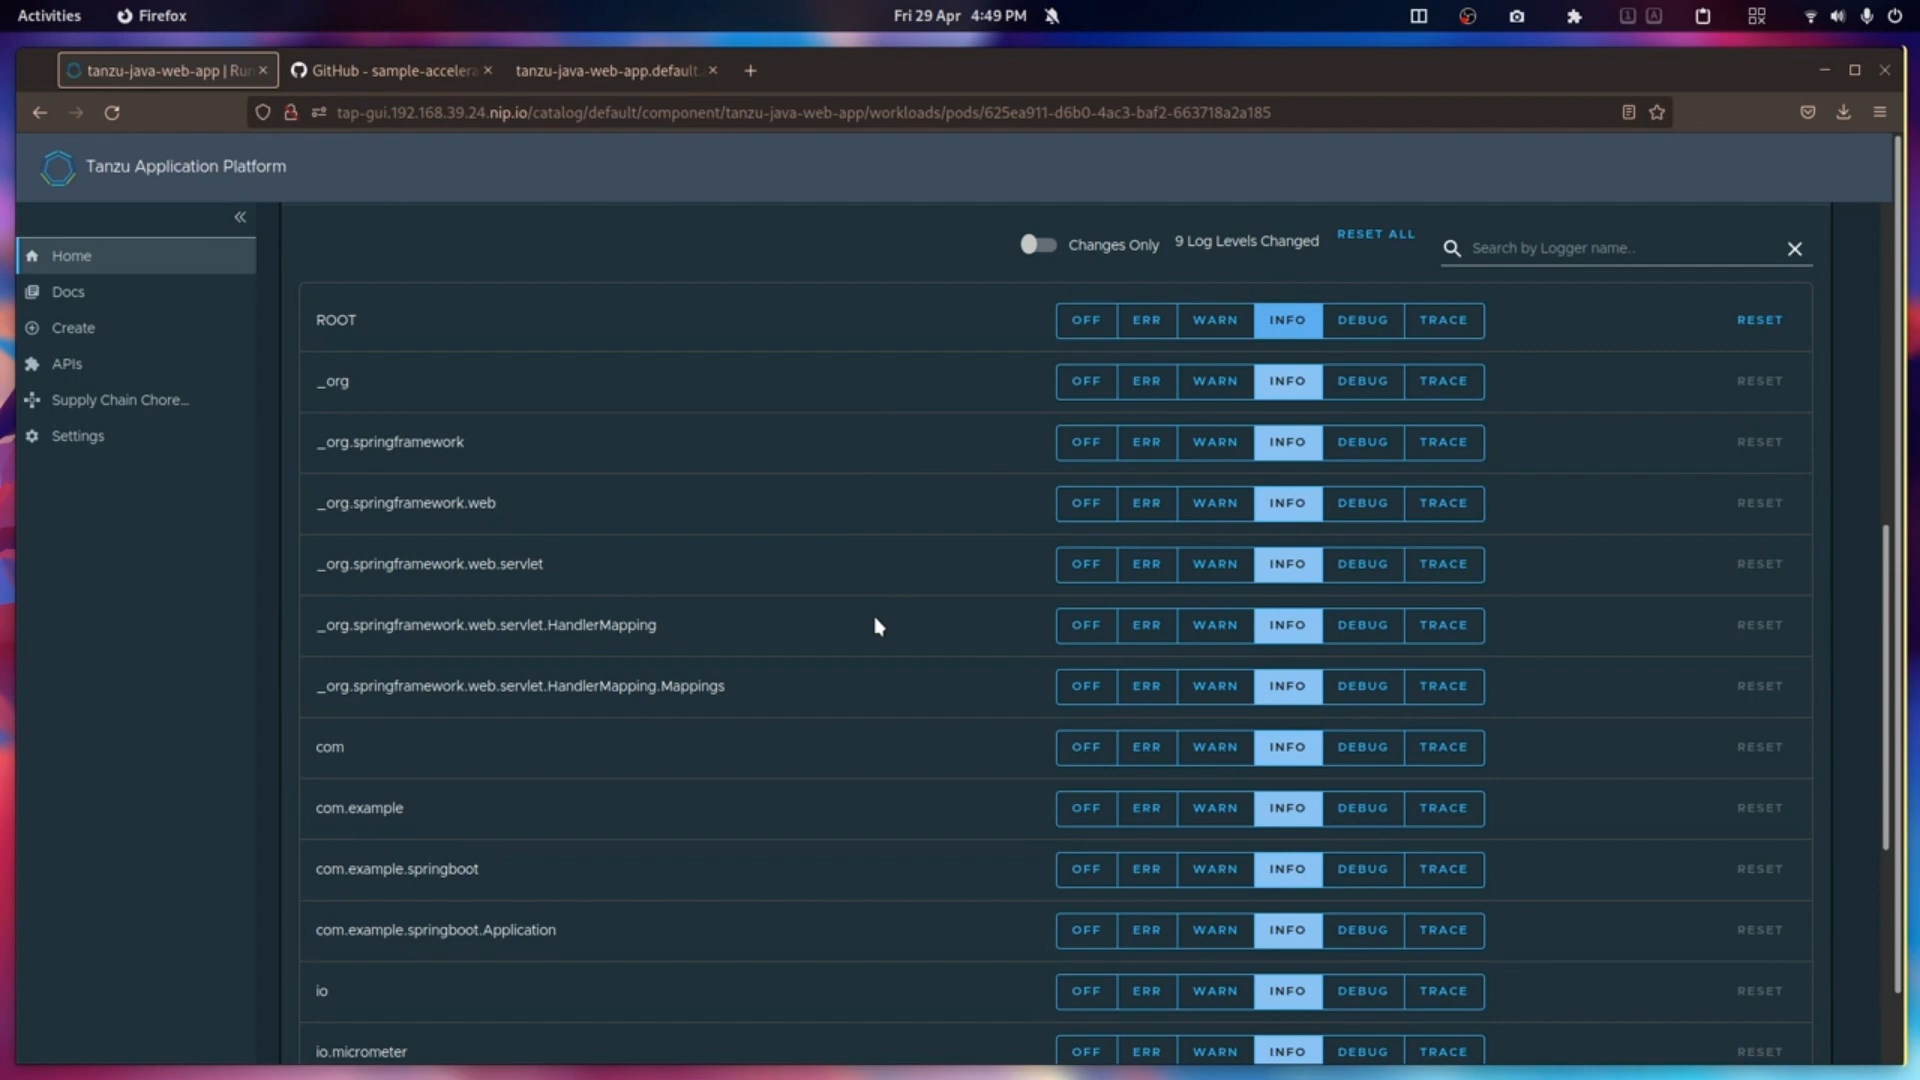 Activities Firefox Fri 29 Apr 4:49 PM
tanzu-java-web-app | Run GitHub - sample-accelera tanzu-java-web-app.default.
tap-gui.192.168.39.24.nip.io/catalog/default/component/tanzu-java-web-app/workloads/pods/625ea911-d6b0-4ac3-baf2-663718a2a185
Tanzu Application Platform
Home
Docs
Create
APIs
Supply Chain Chore...
Settings
Changes Only 9 Log Levels Changed RESET ALL Search by Logger name..
ROOT OFF ERR WARN INFO DEBUG TRACE RESET
_org OFF ERR WARN INFO DEBUG TRACE RESET
_org.springframework OFF ERR WARN INFO DEBUG TRACE RESET
_org.springframework.web OFF ERR WARN INFO DEBUG TRACE RESET
_org.springframework.web.servlet OFF ERR WARN INFO DEBUG TRACE RESET
_org.springframework.web.servlet.HandlerMapping OFF ERR WARN INFO DEBUG TRACE RESET
_org.springframework.web.servlet.HandlerMapping.Mappings OFF ERR WARN INFO DEBUG TRACE RESET
com OFF ERR WARN INFO DEBUG TRACE RESET
com.example OFF ERR WARN INFO DEBUG TRACE RESET
com.example.springboot OFF ERR WARN INFO DEBUG TRACE RESET
com.example.springboot.Application OFF ERR WARN INFO DEBUG TRACE RESET
io OFF ERR WARN INFO DEBUG TRACE RESET
io.micrometer OFF ERR WARN INFO DEBUG TRACE RESET